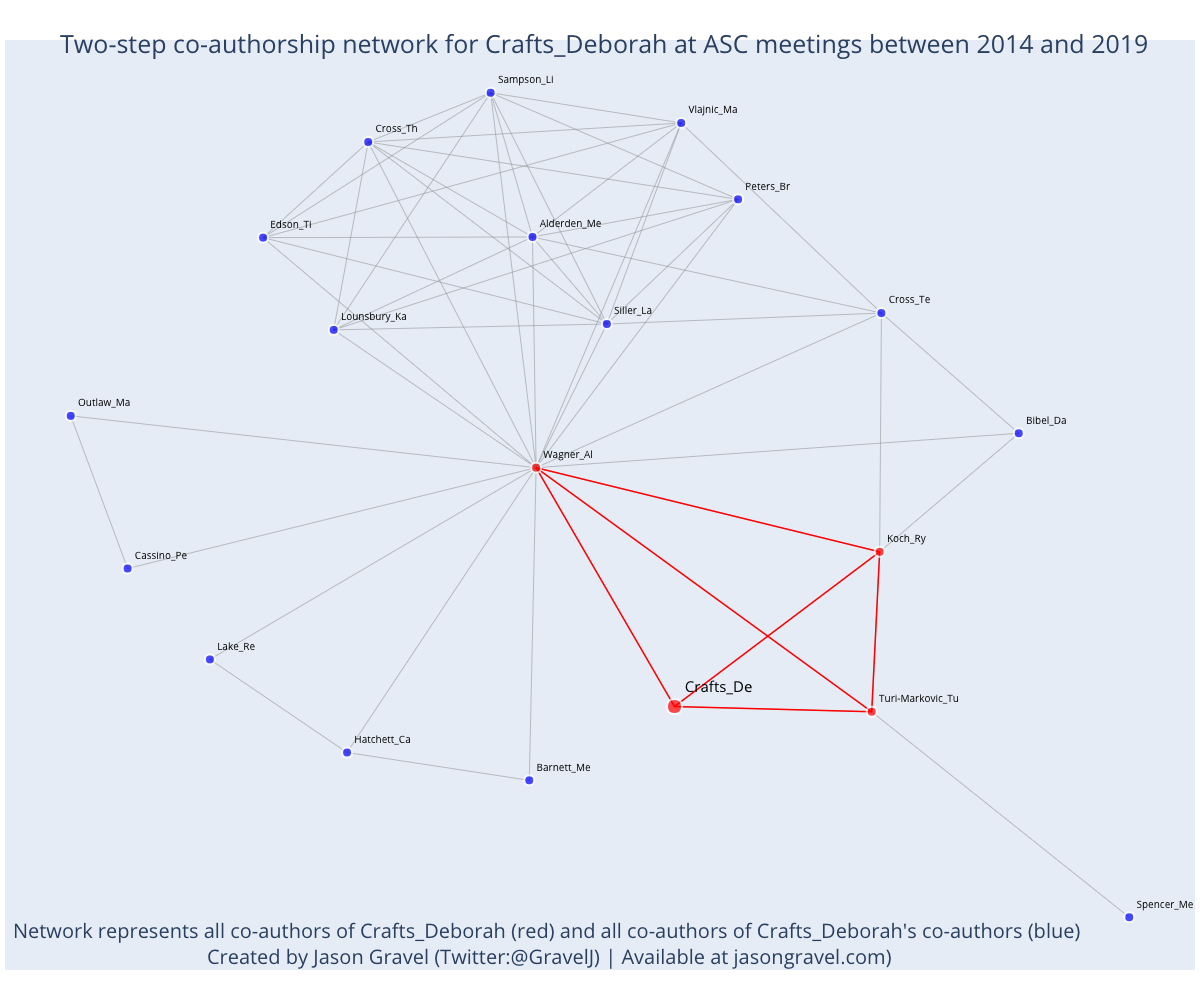 Two-step co-authorship network for Crafts_Deborah at ASC meetings between 2014 and 2019
Sampson_Li
Vlajnic_Ma
Cross_Th
Peters_Br
Edson_Ti
Alderden_Me
Cross_Te
Siller_La
Lounsbury_Ka
Outlaw_Ma
Bibel_Da
Wagner_Al
Koch_Ry
Cassino_Pe
Lake_Re
Crafts_De
Turi-Markovic_Tu
Hatchett_Ca
Barnett_Me
Spencer_Me
Network represents all co-authors of Crafts_Deborah (red) and all co-authors of Crafts_Deborah's co-authors (blue)
Created by Jason Gravel (Twitter:@GravelJ) | Available at jasongravel.com)